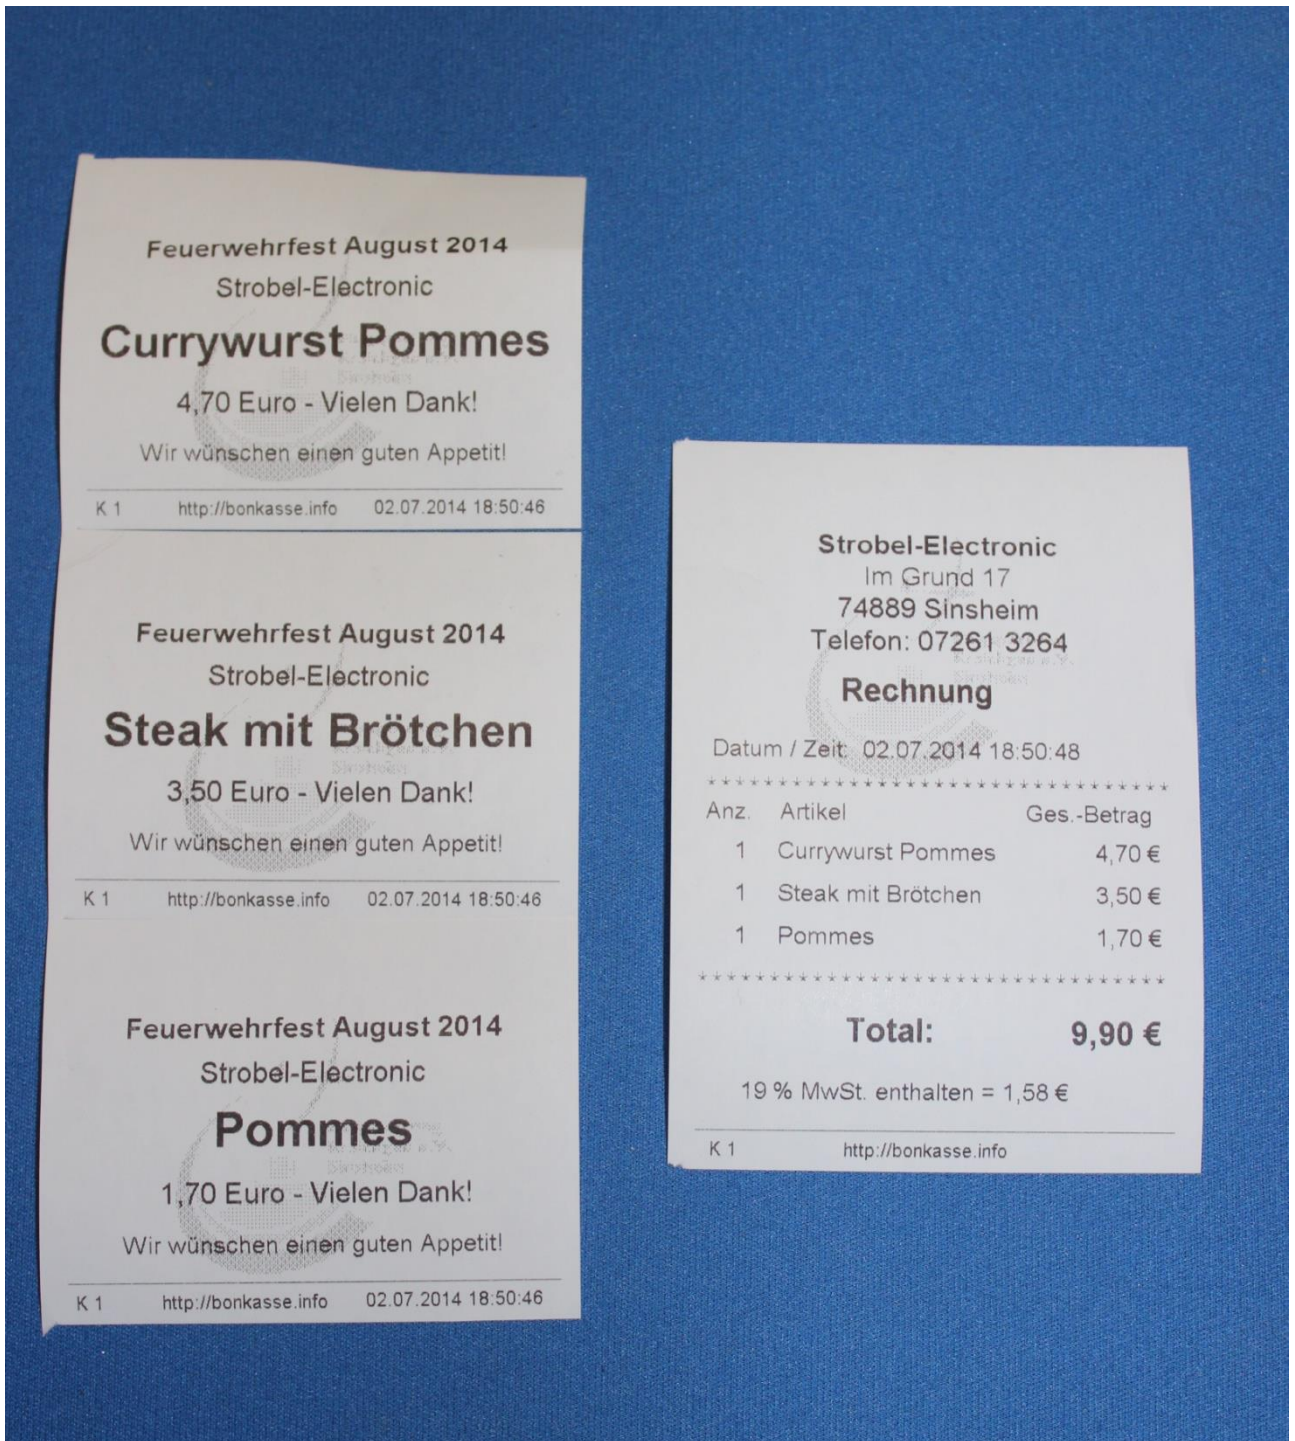 Feuerwehrfest August 2014
Strobel-Electronic
Currywurst Pommes
4,70 Euro - Vielen Dank!
Wir wünschen einen guten Appetit!
K 1 http://bonkasse.info 02.07.2014 18:50:46
Feuerwehrfest August 2014
Strobel-Electronic
Steak mit Brötchen
3,50 Euro - Vielen Dank!
Wir wünschen einen guten Appetit!
K 1 http://bonkasse.info 02.07.2014 18:50:46
Feuerwehrfest August 2014
Strobel-Electronic
Pommes
1,70 Euro - Vielen Dank!
Wir wünschen einen guten Appetit!
K 1 http://bonkasse.info 02.07.2014 18:50:46
Strobel-Electronic
Im Grund 17
74889 Sinsheim
Telefon: 07261 3264
Rechnung
Datum / Zeit: 02.07.2014 18:50:48
********************************
Anz. Artikel Ges.-Betrag
1 Currywurst Pommes 4,70 €
1 Steak mit Brötchen 3,50 €
1 Pommes 1,70 €
********************************
Total: 9,90 €
19 % MwSt. enthalten = 1,58 €
K 1 http://bonkasse.info